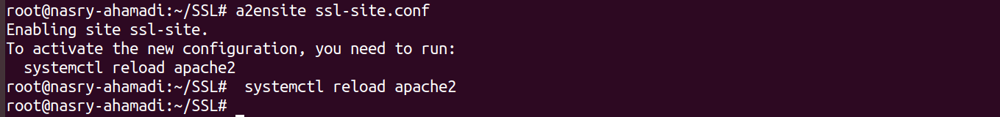 root@nasry-ahamadi:~/SSL# a2ensite ssl-site.conf
Enabling site ssl-site.
To activate the new configuration, you need to run:
  systemctl reload apache2
root@nasry-ahamadi:~/SSL#  systemctl reload apache2
root@nasry-ahamadi:~/SSL#